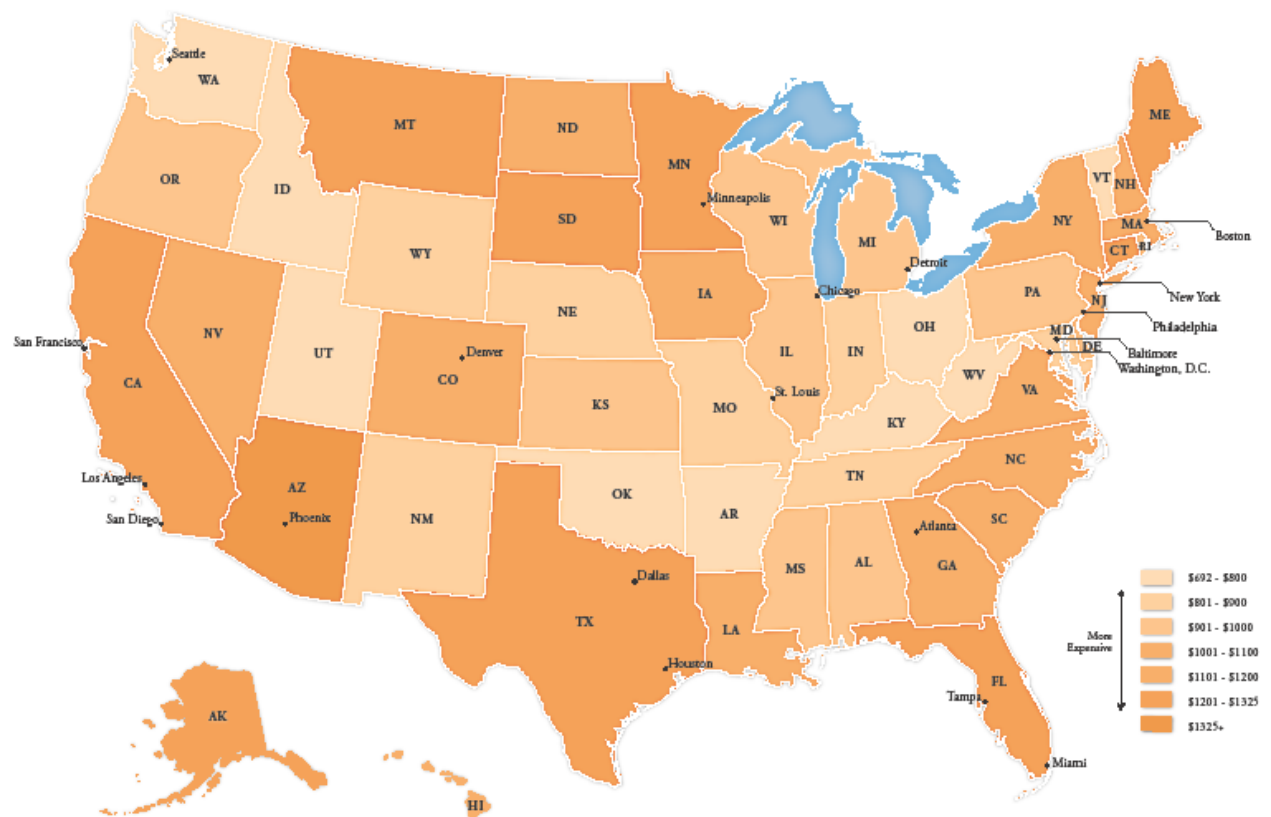 Seattle
WA
MT
ND
MN
ME
OR
ID
SD
Minneapolis
WI
MI
VT
NH
NY
MA
Boston
CT
RI
WY
Detroit
IA
Chicago
PA
New York
NJ
NE
OH
Philadelphia
NV
MD
DE
Baltimore
San Francisco
UT
Denver
IL
IN
Washington, D.C.
CA
CO
WV
VA
KS
MO
St. Louis
KY
Los Angeles
AZ
TN
NC
San Diego
Phoenix
NM
OK
AR
SC
Atlanta
MS
AL
GA
Dallas
TX
LA
Houston
FL
Tampa
Miami
AK
HI
More
Expensive
$692 - $800
$801 - $900
$901 - $1000
$1001 - $1100
$1101 - $1200
$1201 - $1325
$1325+